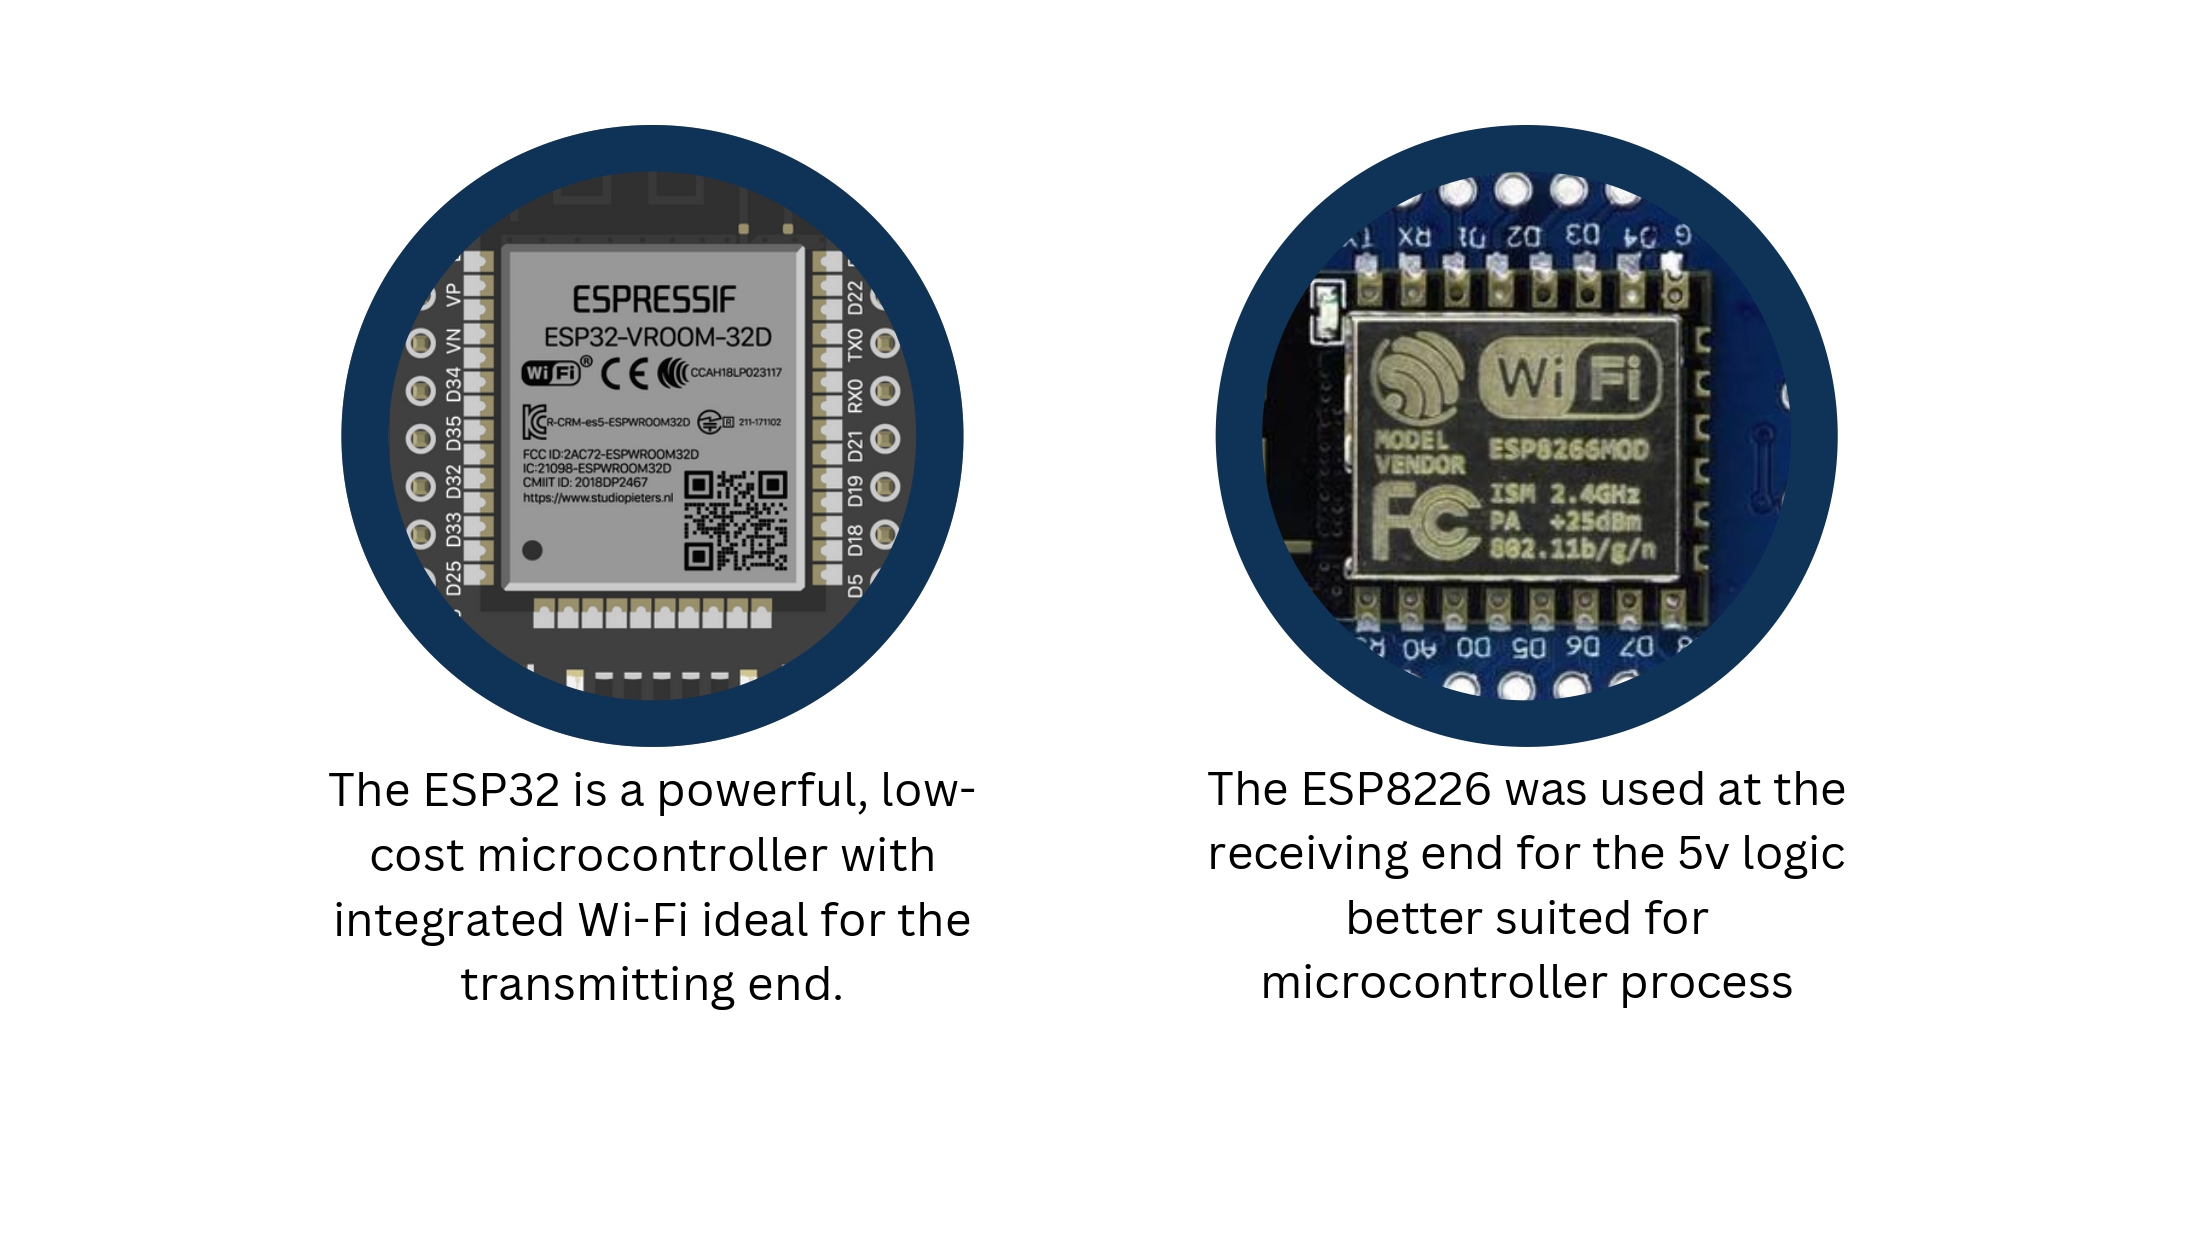 VP
VN
D34
D35
D32
D33
D25
ESPRESSIF
ESP32-VROOM-32D
WiFi® CE CCAH18LP023117
R-CRM-es5-ESPWROOM32D R 211-171102
FCC ID:2AC72-ESPWROOM32D
IC:21098-ESPWROOM32D
CMIIT ID: 2018DP2467
https://www.studiopieters.nl
D22
TX0
RX0
D21
D19
D18
D5
The ESP32 is a powerful, low-
cost microcontroller with
integrated Wi-Fi ideal for the
transmitting end.
TX RX D1 D2 D3 D4 G
WiFi
MODEL
VENDOR
ESP8266MOD
FC
ISM 2.4GHz
PA +25dBm
802.11b/g/n
A0 D0 D5 D6 D7
The ESP8226 was used at the
receiving end for the 5v logic
better suited for
microcontroller process